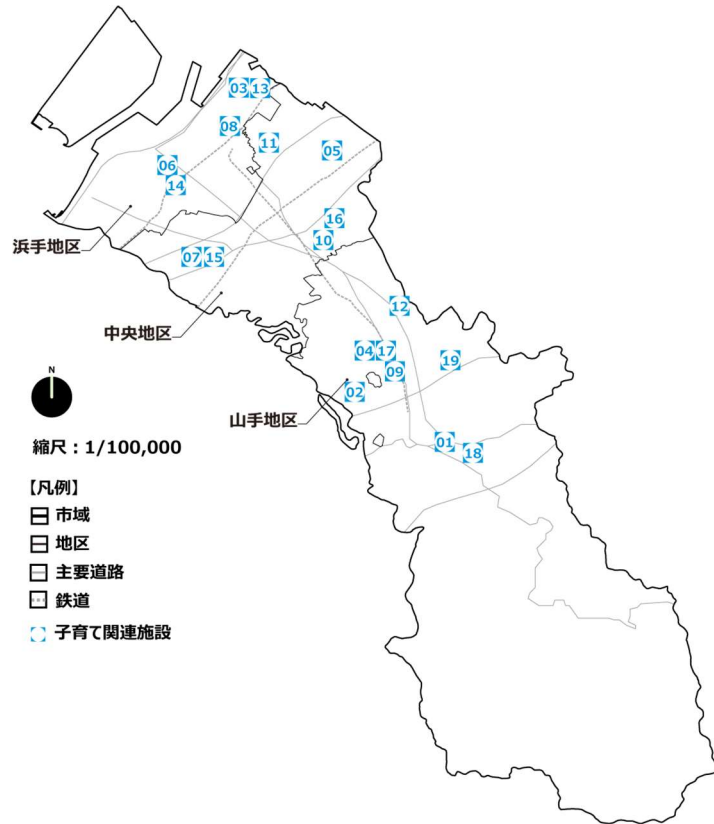 03 13
08
11
05
06
14
16
浜手地区
10
07 15
12
中央地区
04 17
19
09
N
02
山手地区
01
縮尺：1/100,000
18
【凡例】
市域
地区
主要道路
鉄道
子育て関連施設